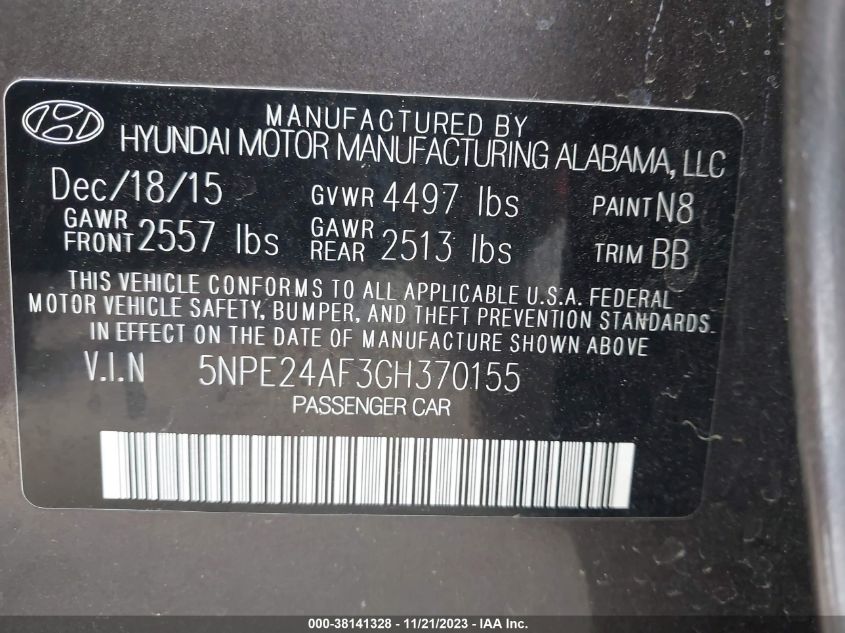 MANUFACTURED BY
HYUNDAI MOTOR MANUFACTURING ALABAMA, LLC
Dec/18/15 GVWR 4497 lbs PAINT N8
GAWR FRONT 2557 lbs GAWR REAR 2513 lbs TRIM BB
THIS VEHICLE CONFORMS TO ALL APPLICABLE U.S.A. FEDERAL
MOTOR VEHICLE SAFETY, BUMPER, AND THEFT PREVENTION STANDARDS
IN EFFECT ON THE DATE OF MANUFACTURE SHOWN ABOVE
V.I.N 5NPE24AF3GH370155
PASSENGER CAR
000-38141328 - 11/21/2023 - IAA Inc.